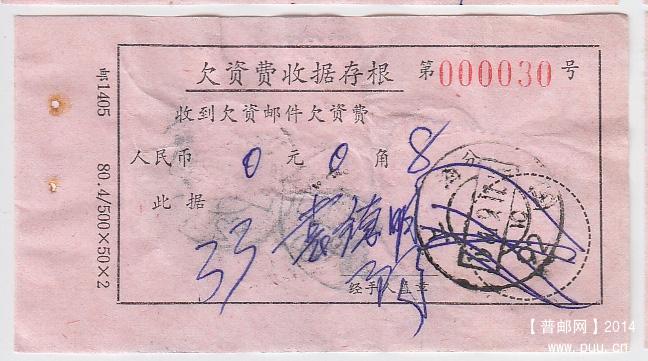 欠资费收据存根 第000030号
收到欠资邮件欠资费
人民币 0 元 0 角 8
此据
德明
经手人盖章
邮1405 80.4/500×50×2
【普邮网】2014
www.puu.cn